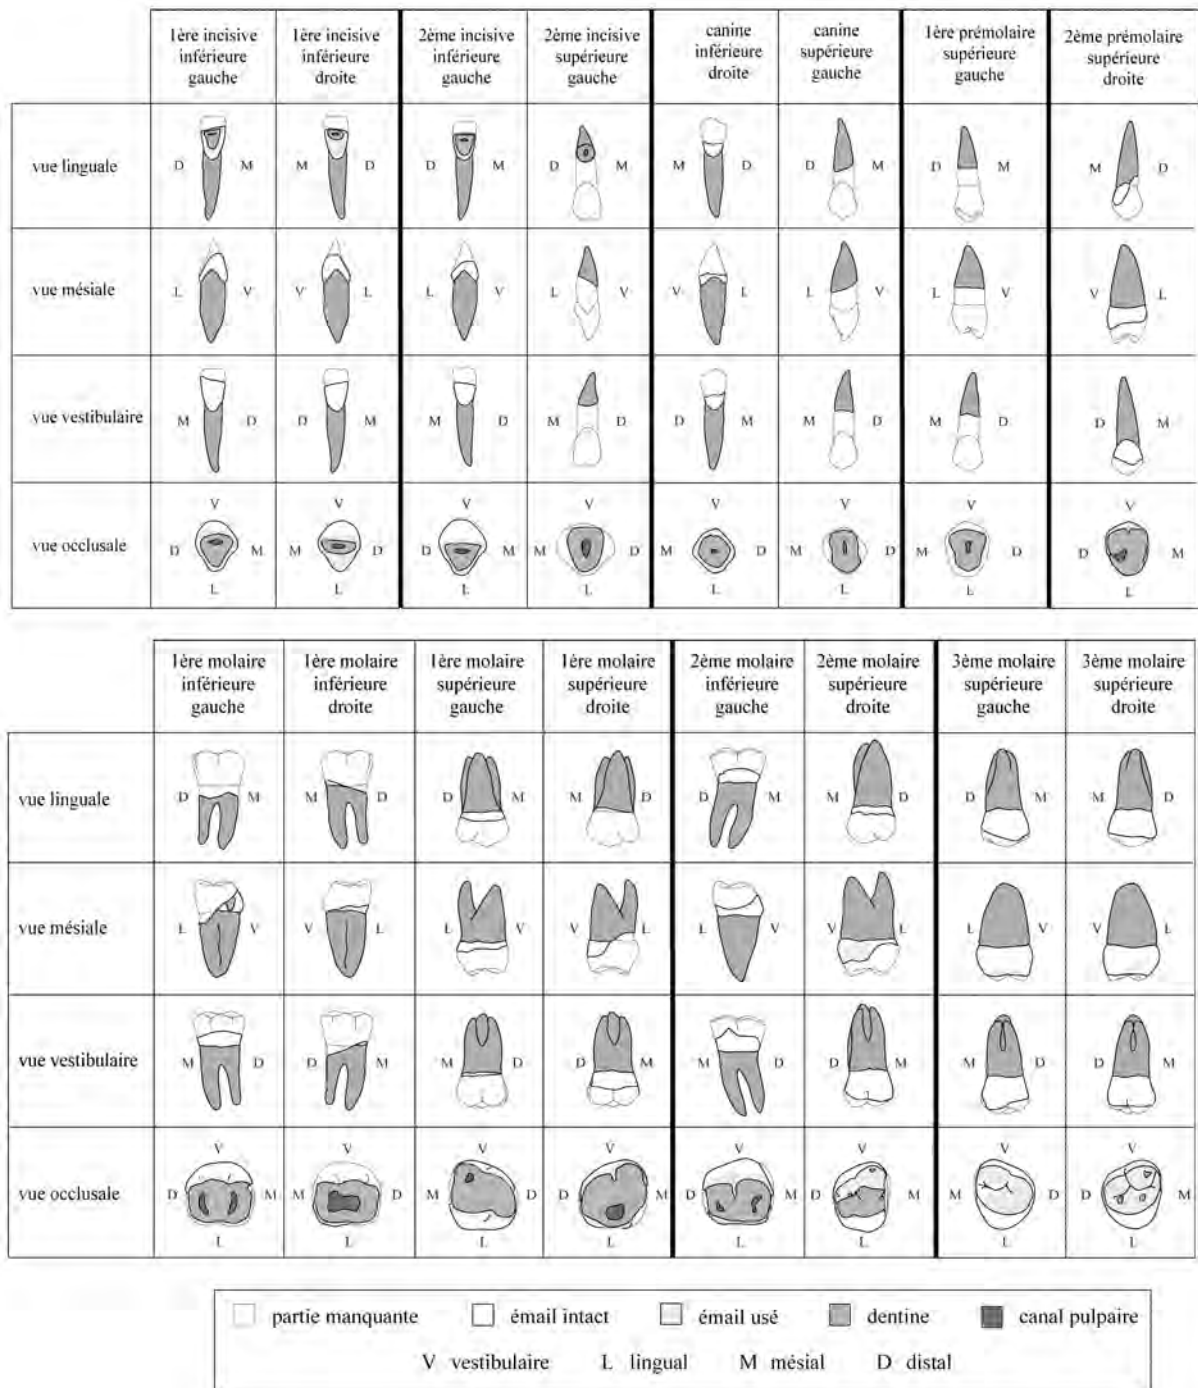 1ère incisive inférieure gauche
1ère incisive inférieure droite
2ème incisive inférieure gauche
2ème incisive supérieure gauche
canine inférieure droite
canine supérieure gauche
1ère prémolaire supérieure gauche
2ème prémolaire supérieure droite
vue linguale
D M M D D M D M M D D M D M M D
vue mésiale
L V V L L V L V V L L V L V V L
vue vestibulaire
M D D M M D M D D M M D M D D M
V V V V V V V V
vue occlusale
D M M D D M M D M D M D M D D M
L L L L L L L L
1ère molaire inférieure gauche
1ère molaire inférieure droite
1ère molaire supérieure gauche
1ère molaire supérieure droite
2ème molaire inférieure gauche
2ème molaire supérieure droite
3ème molaire supérieure gauche
3ème molaire supérieure droite
vue linguale
D M M D D M M D D M M D D M M D
vue mésiale
L V V L L V V L L V V L L V V L
vue vestibulaire
M D D M M D D M M D D M M D D M
V V V V V V V V
vue occlusale
D M M D M D D M D M D M M D D M
L L L L L L L L
partie manquante émail intact émail usé dentine canal pulpaire
V vestibulaire L lingual M mésial D distal